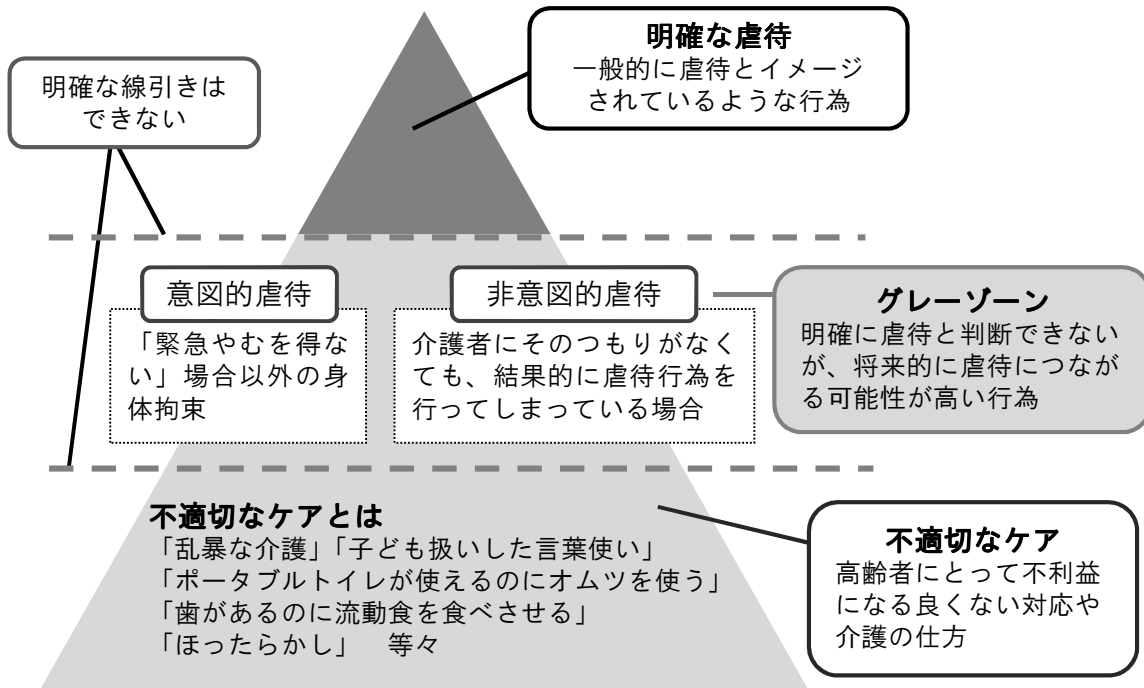 明確な虐待
一般的に虐待とイメージ
されているような行為
明確な線引きは
できない
意図的虐待
「緊急やむを得な
い」場合以外の身
体拘束
非意図的虐待
介護者にそのつもりがなく
ても、結果的に虐待行為を
行ってしまっている場合
グレーゾーン
明確に虐待と判断できない
が、将来的に虐待につなが
る可能性が高い行為
不適切なケアとは
「乱暴な介護」「子ども扱いした言葉使い」
「ポータブルトイレが使えるのにオムツを使う」
「歯があるのに流動食を食べさせる」
「ほったらかし」　等々
不適切なケア
高齢者にとって不利益
になる良くない対応や
介護の仕方